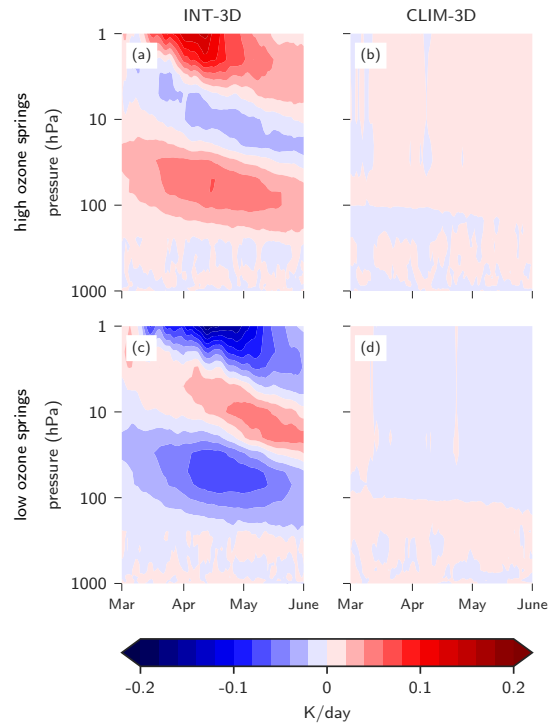 INT-3D CLIM-3D
high ozone springs
pressure (hPa)
1
10
100
1000
(a)
(b)
low ozone springs
pressure (hPa)
1
10
100
1000
(c)
(d)
Mar Apr May June Mar Apr May June
-0.2 -0.1 0 0.1 0.2
K/day